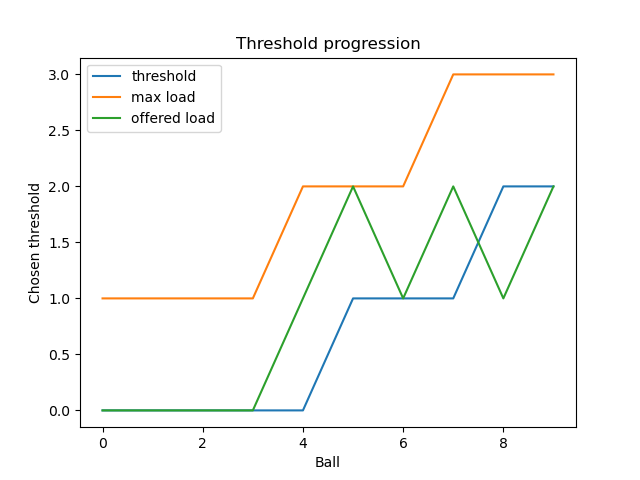 Threshold progression
threshold
max load
offered load
3.0
2.5
2.0
1.5
1.0
0.5
0.0
Chosen threshold
0 2 4 6 8
Ball